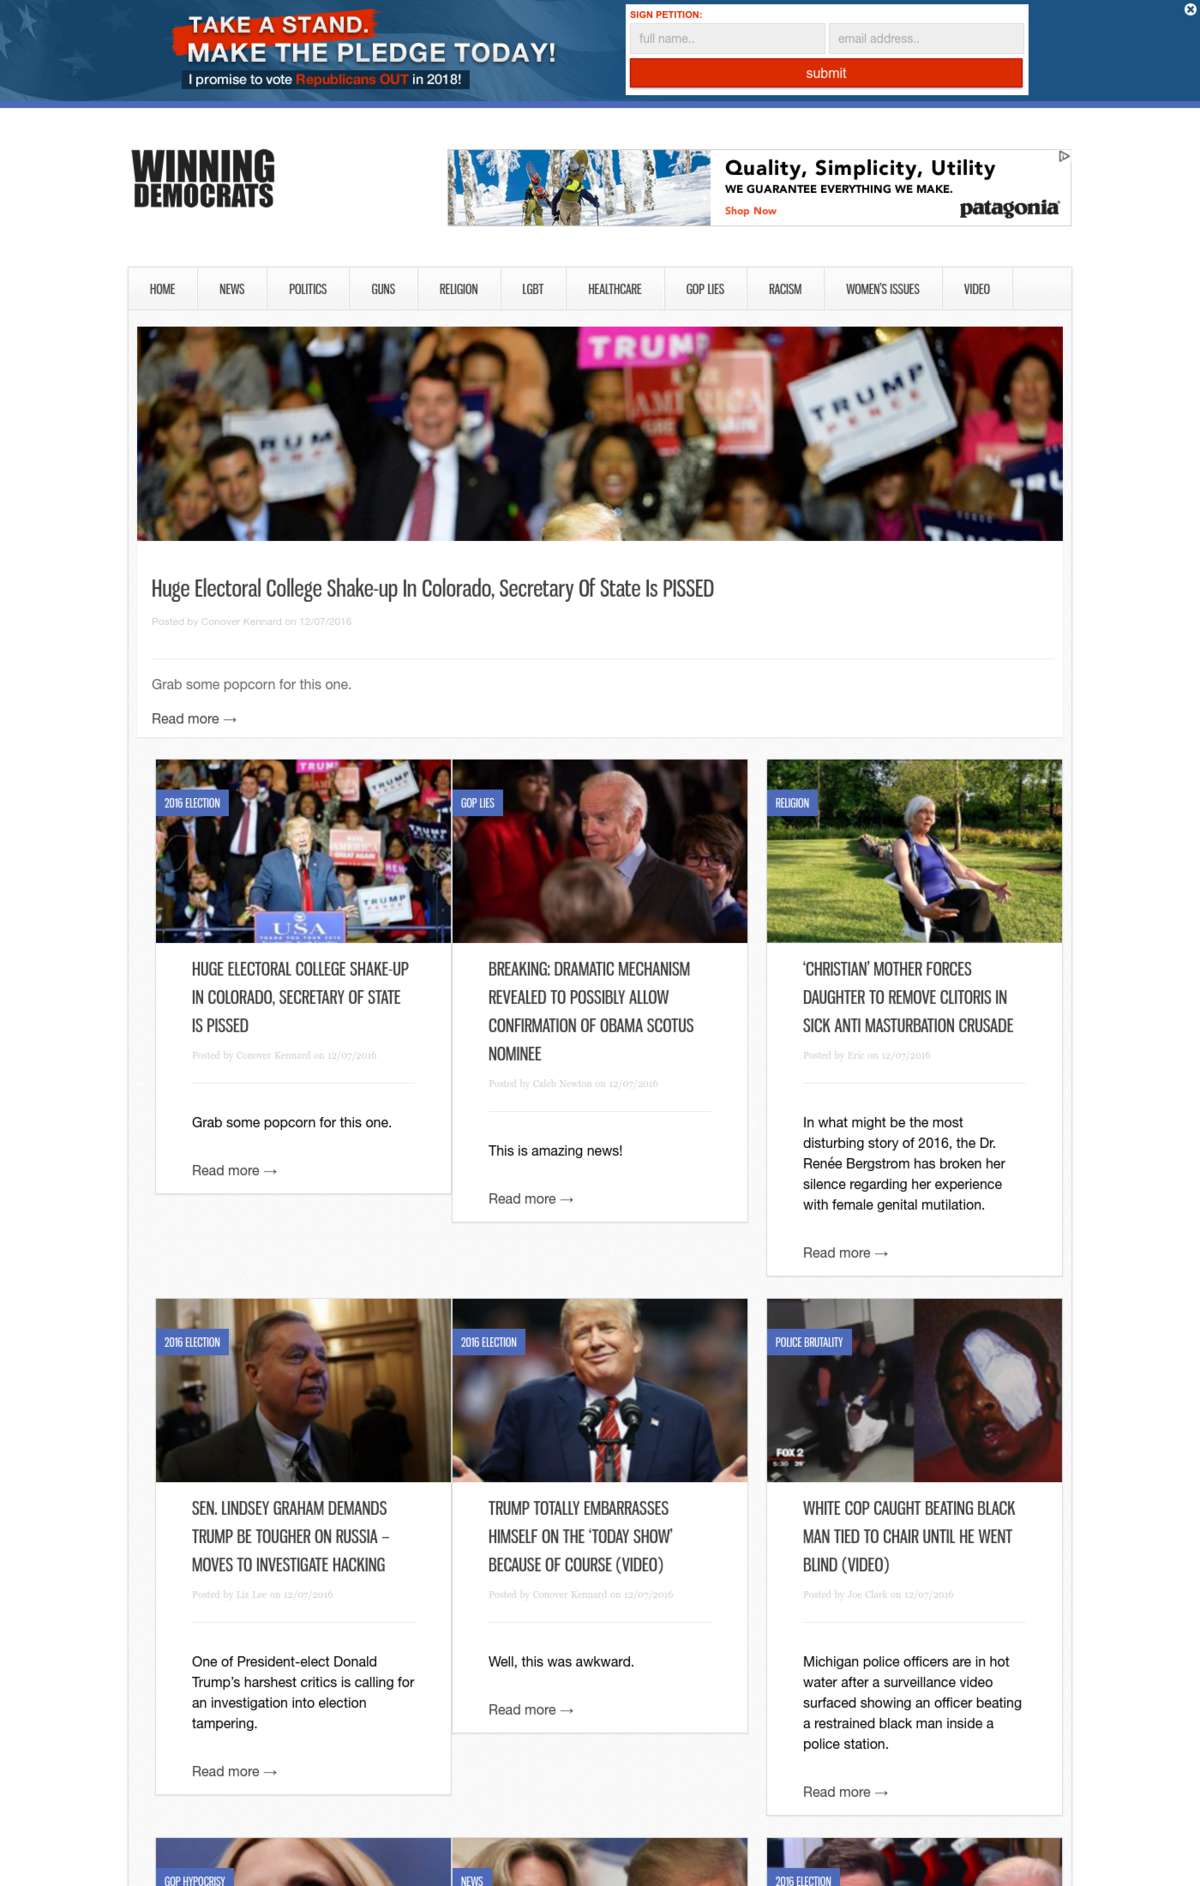 TAKE A STAND.
MAKE THE PLEDGE TODAY!
I promise to vote Republicans OUT in 2018!
SIGN PETITION:
full name..
email address..
submit
WINNING
DEMOCRATS
Quality, Simplicity, Utility
WE GUARANTEE EVERYTHING WE MAKE.
Shop Now
patagonia
HOME
NEWS
POLITICS
GUNS
RELIGION
LGBT
HEALTHCARE
GOP LIES
RACISM
WOMEN'S ISSUES
VIDEO
TRUMP
AMERICA
TRUM
TRUMP
PENCE
Huge Electoral College Shake-up In Colorado, Secretary Of State Is PISSED
Posted by Conover Kennard on 12/07/2016
Grab some popcorn for this one.
Read more →
2016 ELECTION
TRUMP
TRUMP
TRUMP
USA
HUGE ELECTORAL COLLEGE SHAKE-UP
IN COLORADO, SECRETARY OF STATE
IS PISSED
Posted by Conover Kennard on 12/07/2016
Grab some popcorn for this one.
Read more →
GOP LIES
BREAKING: DRAMATIC MECHANISM
REVEALED TO POSSIBLY ALLOW
CONFIRMATION OF OBAMA SCOTUS
NOMINEE
Posted by Caleb Newton on 12/07/2016
This is amazing news!
Read more →
RELIGION
‘CHRISTIAN’ MOTHER FORCES
DAUGHTER TO REMOVE CLITORIS IN
SICK ANTI MASTURBATION CRUSADE
Posted by Eric on 12/07/2016
In what might be the most
disturbing story of 2016, the Dr.
Renée Bergstrom has broken her
silence regarding her experience
with female genital mutilation.
Read more →
2016 ELECTION
SEN. LINDSEY GRAHAM DEMANDS
TRUMP BE TOUGHER ON RUSSIA –
MOVES TO INVESTIGATE HACKING
Posted by Liz Lee on 12/07/2016
One of President-elect Donald
Trump’s harshest critics is calling for
an investigation into election
tampering.
Read more →
2016 ELECTION
TRUMP TOTALLY EMBARRASSES
HIMSELF ON THE ‘TODAY SHOW’
BECAUSE OF COURSE (VIDEO)
Posted by Conover Kennard on 12/07/2016
Well, this was awkward.
Read more →
POLICE BRUTALITY
FOX 2
5:30 29°
WHITE COP CAUGHT BEATING BLACK
MAN TIED TO CHAIR UNTIL HE WENT
BLIND (VIDEO)
Posted by Joe Clark on 12/07/2016
Michigan police officers are in hot
water after a surveillance video
surfaced showing an officer beating
a restrained black man inside a
police station.
Read more →
GOP HYPOCRISY
NEWS
2016 ELECTION